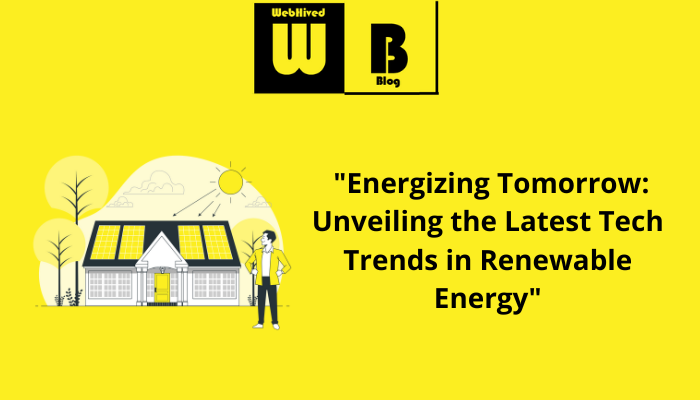 WebHived
W
B
Blog
"Energizing Tomorrow:
Unveiling the Latest Tech
Trends in Renewable
Energy"